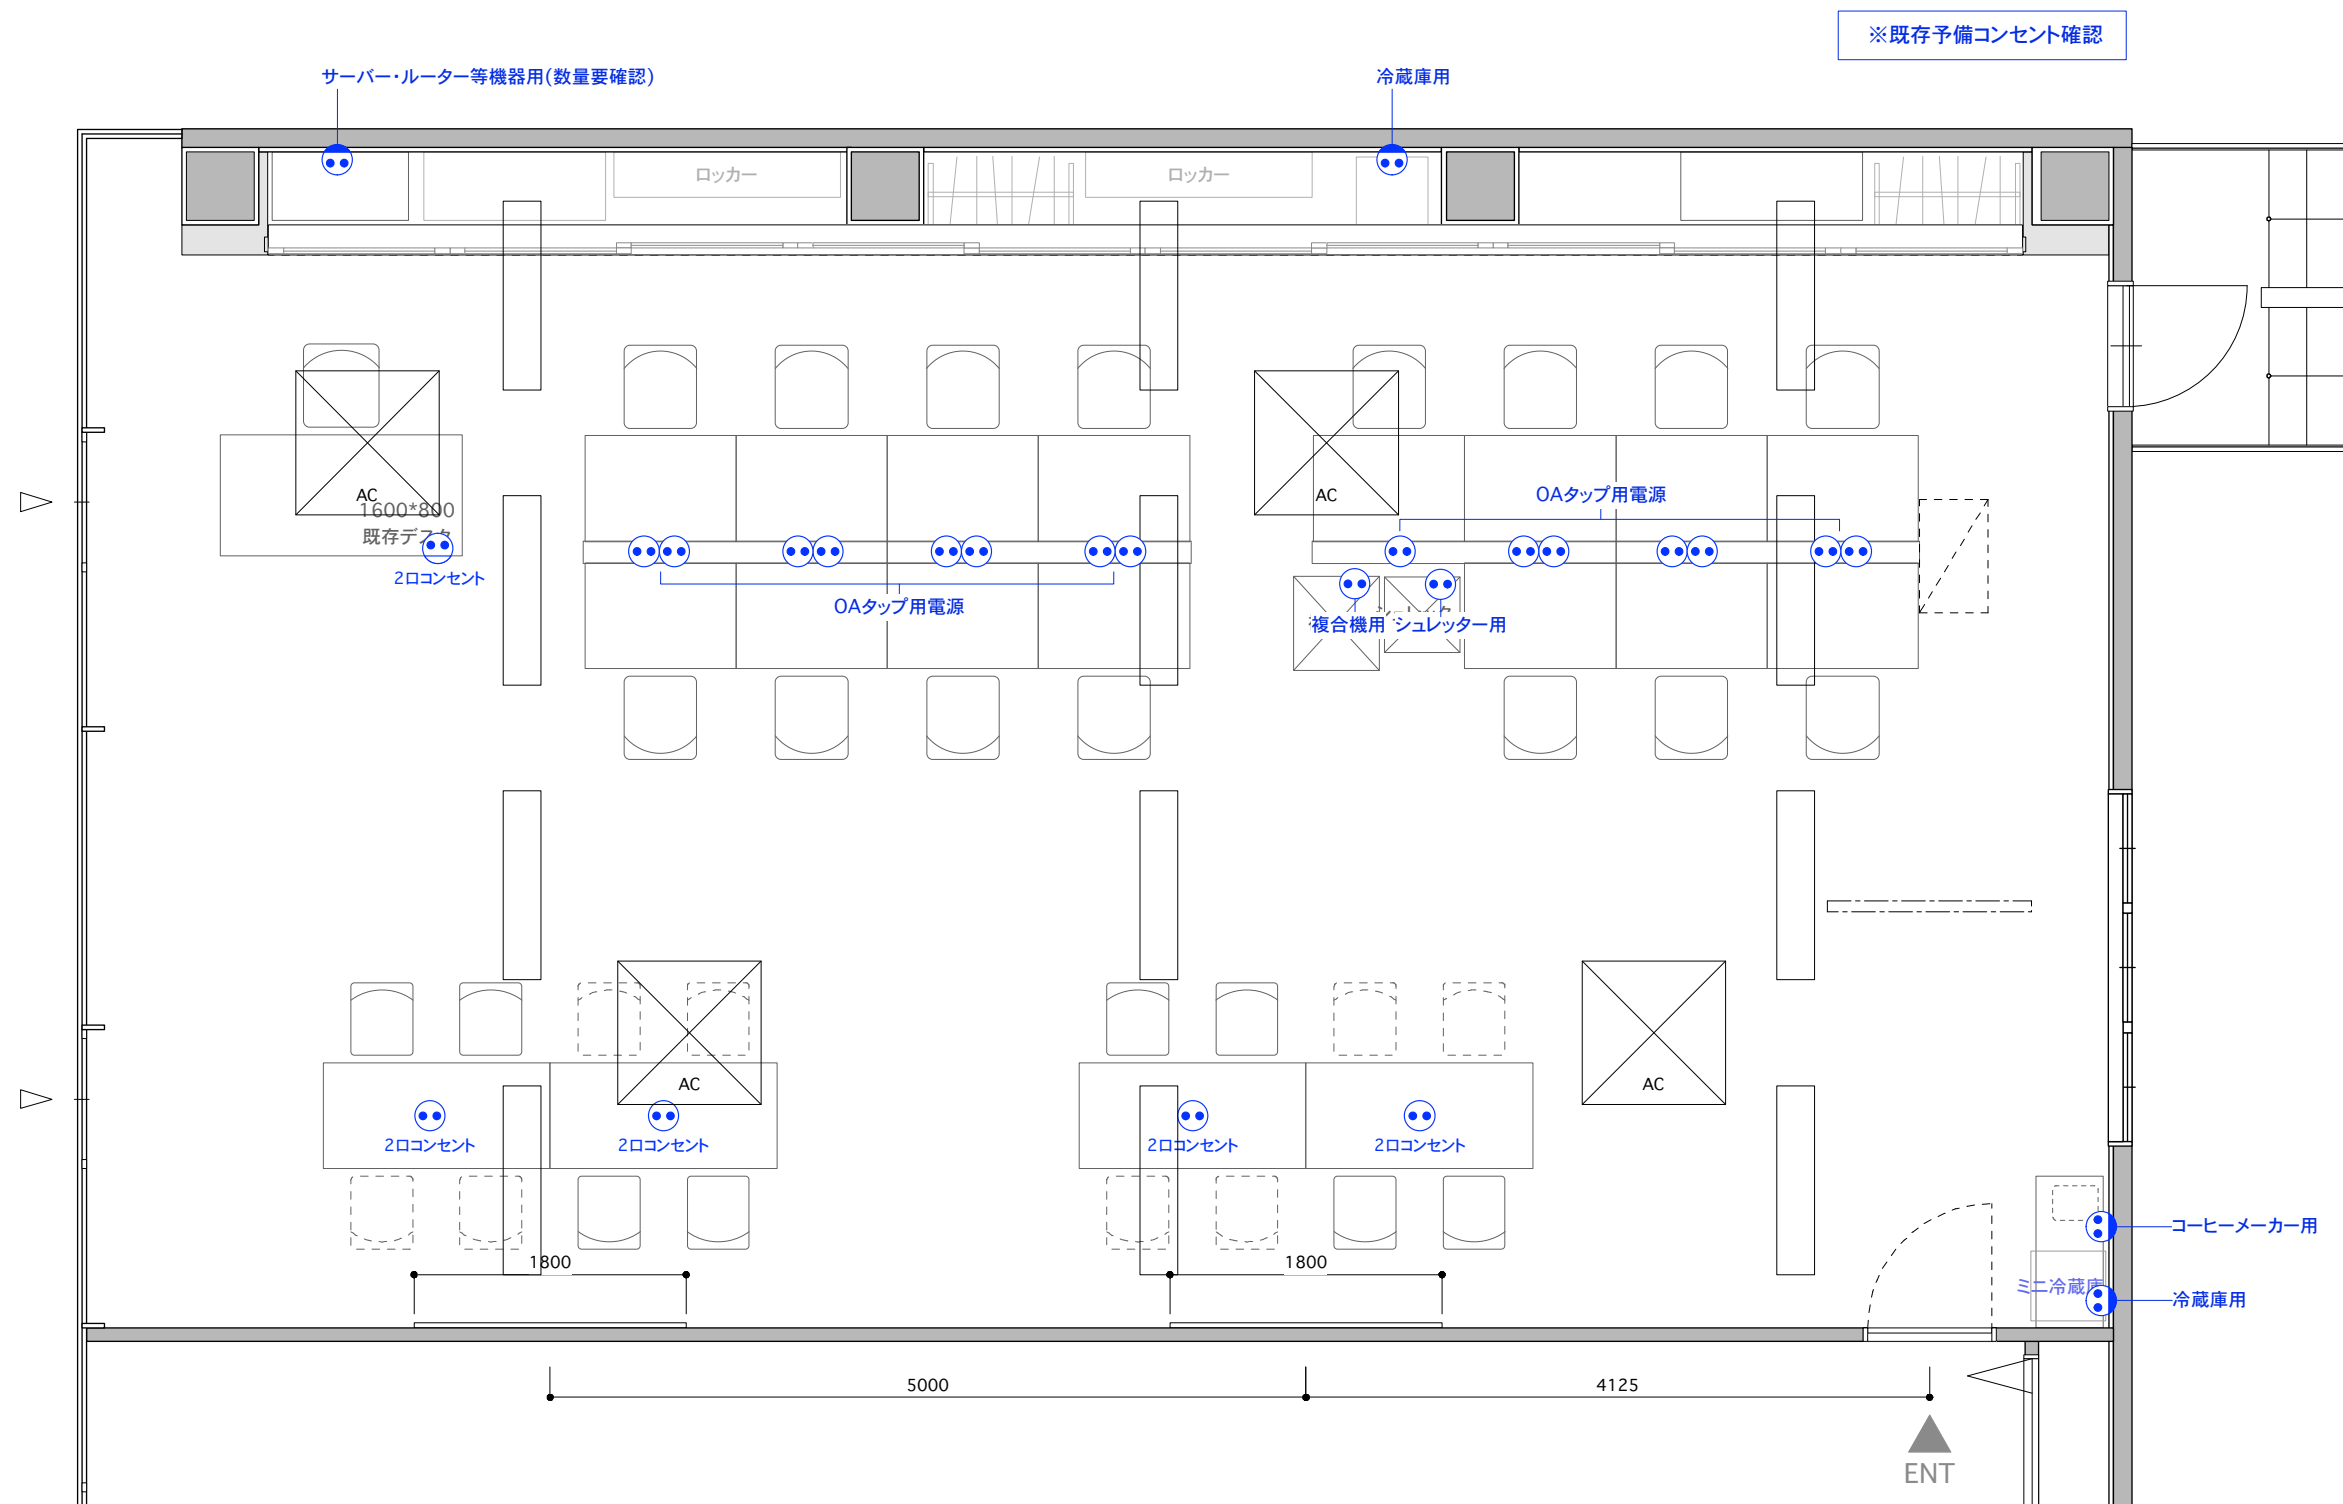 ※既存予備コンセント確認
サーバー・ルーター等機器用(数量要確認)
冷蔵庫用
ロッカー
ロッカー
AC
1600*800
既存デスク
2口コンセント
AC
OAタップ用電源
OAタップ用電源
複合機用
シュレッター用
AC
AC
2口コンセント
2口コンセント
2口コンセント
2口コンセント
コーヒーメーカー用
1800
1800
ミニ冷蔵庫
冷蔵庫用
5000
4125
ENT